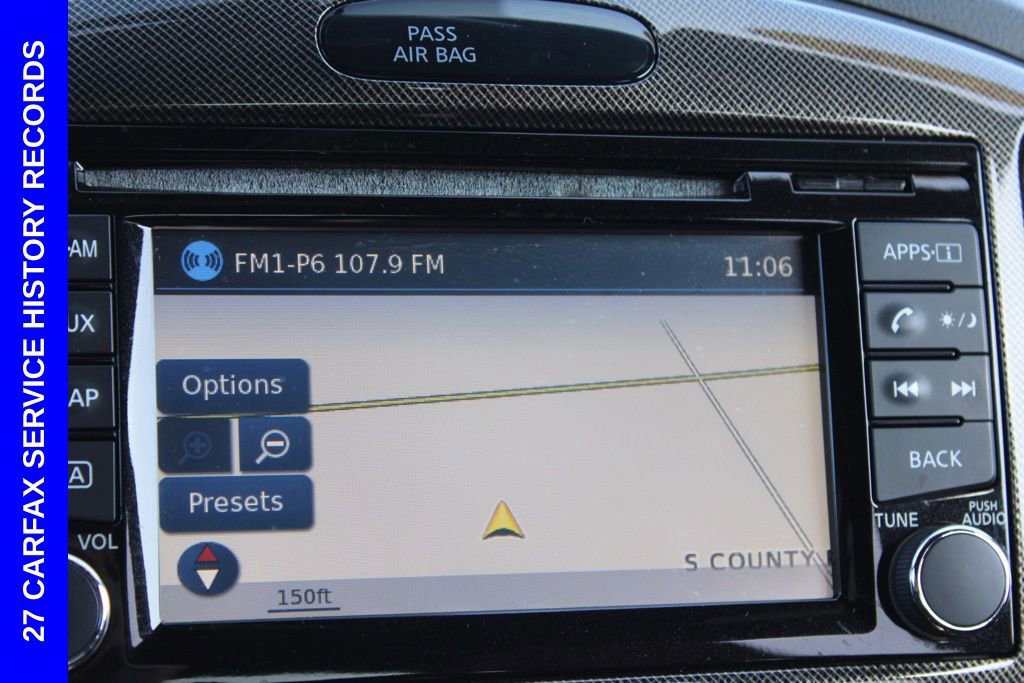 27 CARFAX SERVICE HISTORY RECORDS
PASS
AIR BAG
FM1-P6 107.9 FM
11:06
Options
Presets
S COUNTY
150ft
AM
UX
AP
A
VOL
APPS
BACK
TUNE
PUSH
AUDIO